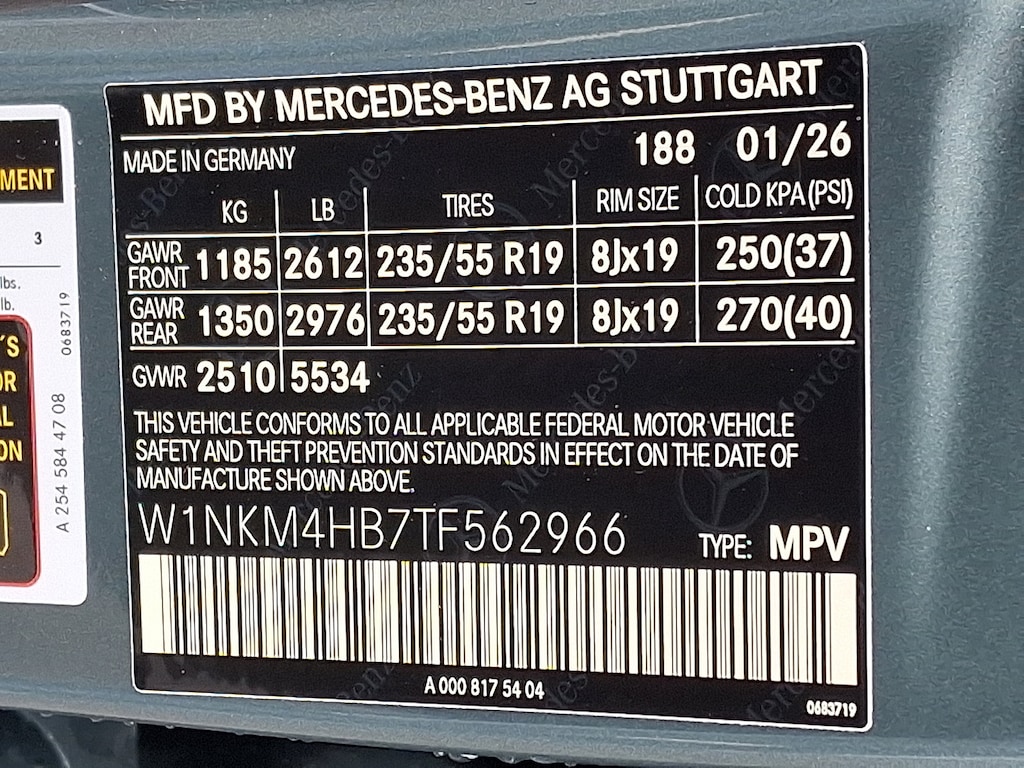 MFD BY MERCEDES-BENZ AG STUTTGART
MADE IN GERMANY 188 01/26
KG LB TIRES RIM SIZE COLD KPA (PSI)
GAWR FRONT 1185 2612 235/55 R19 8Jx19 250(37)
GAWR REAR 1350 2976 235/55 R19 8Jx19 270(40)
GVWR 2510 5534
THIS VEHICLE CONFORMS TO ALL APPLICABLE FEDERAL MOTOR VEHICLE
SAFETY AND THEFT PREVENTION STANDARDS IN EFFECT ON THE DATE OF
MANUFACTURE SHOWN ABOVE.
W1NKM4HB7TF562966 TYPE: MPV
A 000 817 54 04
0683719
MENT
3
lbs.
lb.
'S
OR
AL
ON
0683719
A 254 584 47 08